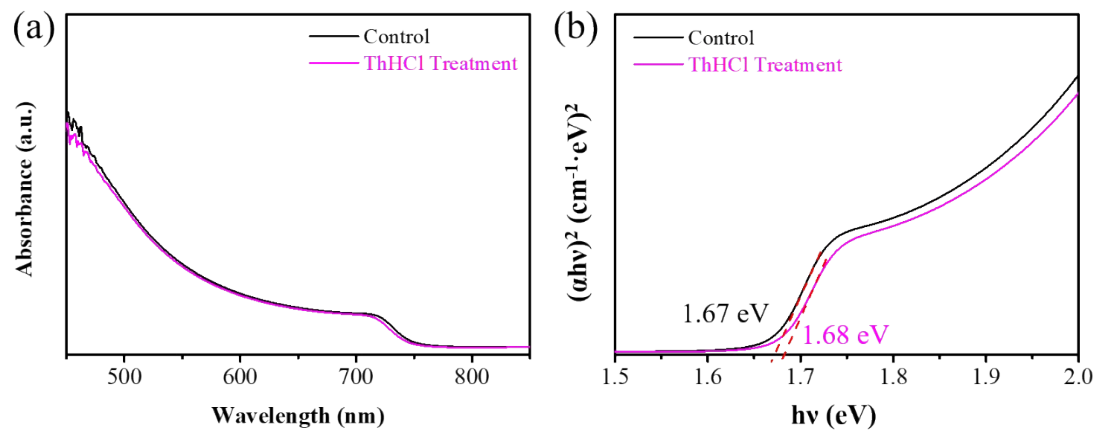 (a)
Control
ThHCl Treatment
Absorbance (a.u.)
500
600
700
800
Wavelength (nm)
(b)
Control
ThHCl Treatment
(αhν)² (cm⁻¹·eV)²
1.67 eV
1.68 eV
1.5
1.6
1.7
1.8
1.9
2.0
hν (eV)